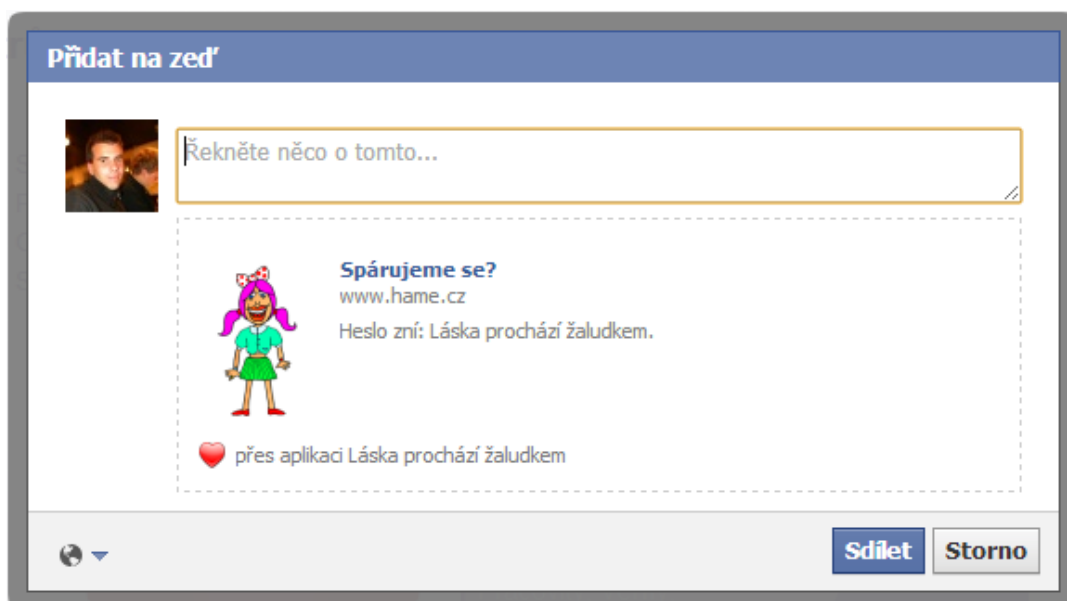 Přidat na zeď
Řekněte něco o tomto...
Spárujeme se?
www.hame.cz
Heslo zní: Láska prochází žaludkem.
přes aplikaci Láska prochází žaludkem
Sdílet
Storno